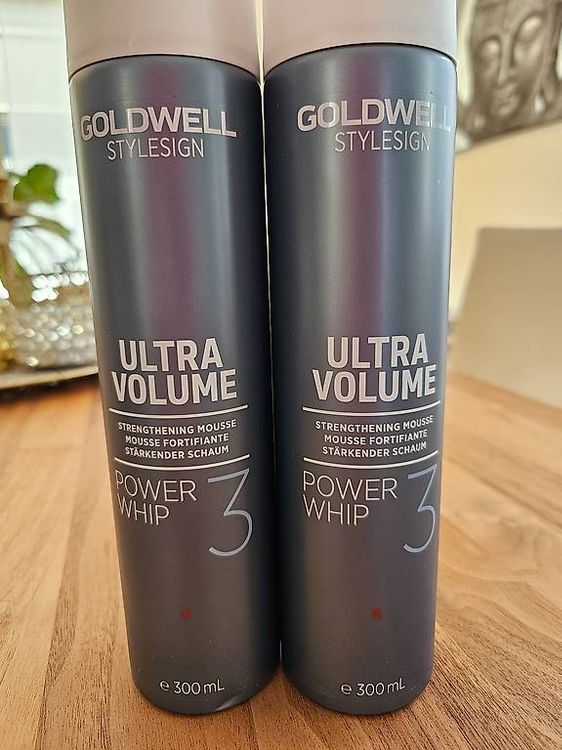 GOLDWELL
STYLESIGN
ULTRA
VOLUME
STRENGTHENING MOUSSE
MOUSSE FORTIFIANTE
STÄRKENDER SCHAUM
POWER
WHIP
3
e 300 mL
GOLDWELL
STYLESIGN
ULTRA
VOLUME
STRENGTHENING MOUSSE
MOUSSE FORTIFIANTE
STÄRKENDER SCHAUM
POWER
WHIP
3
e 300 mL